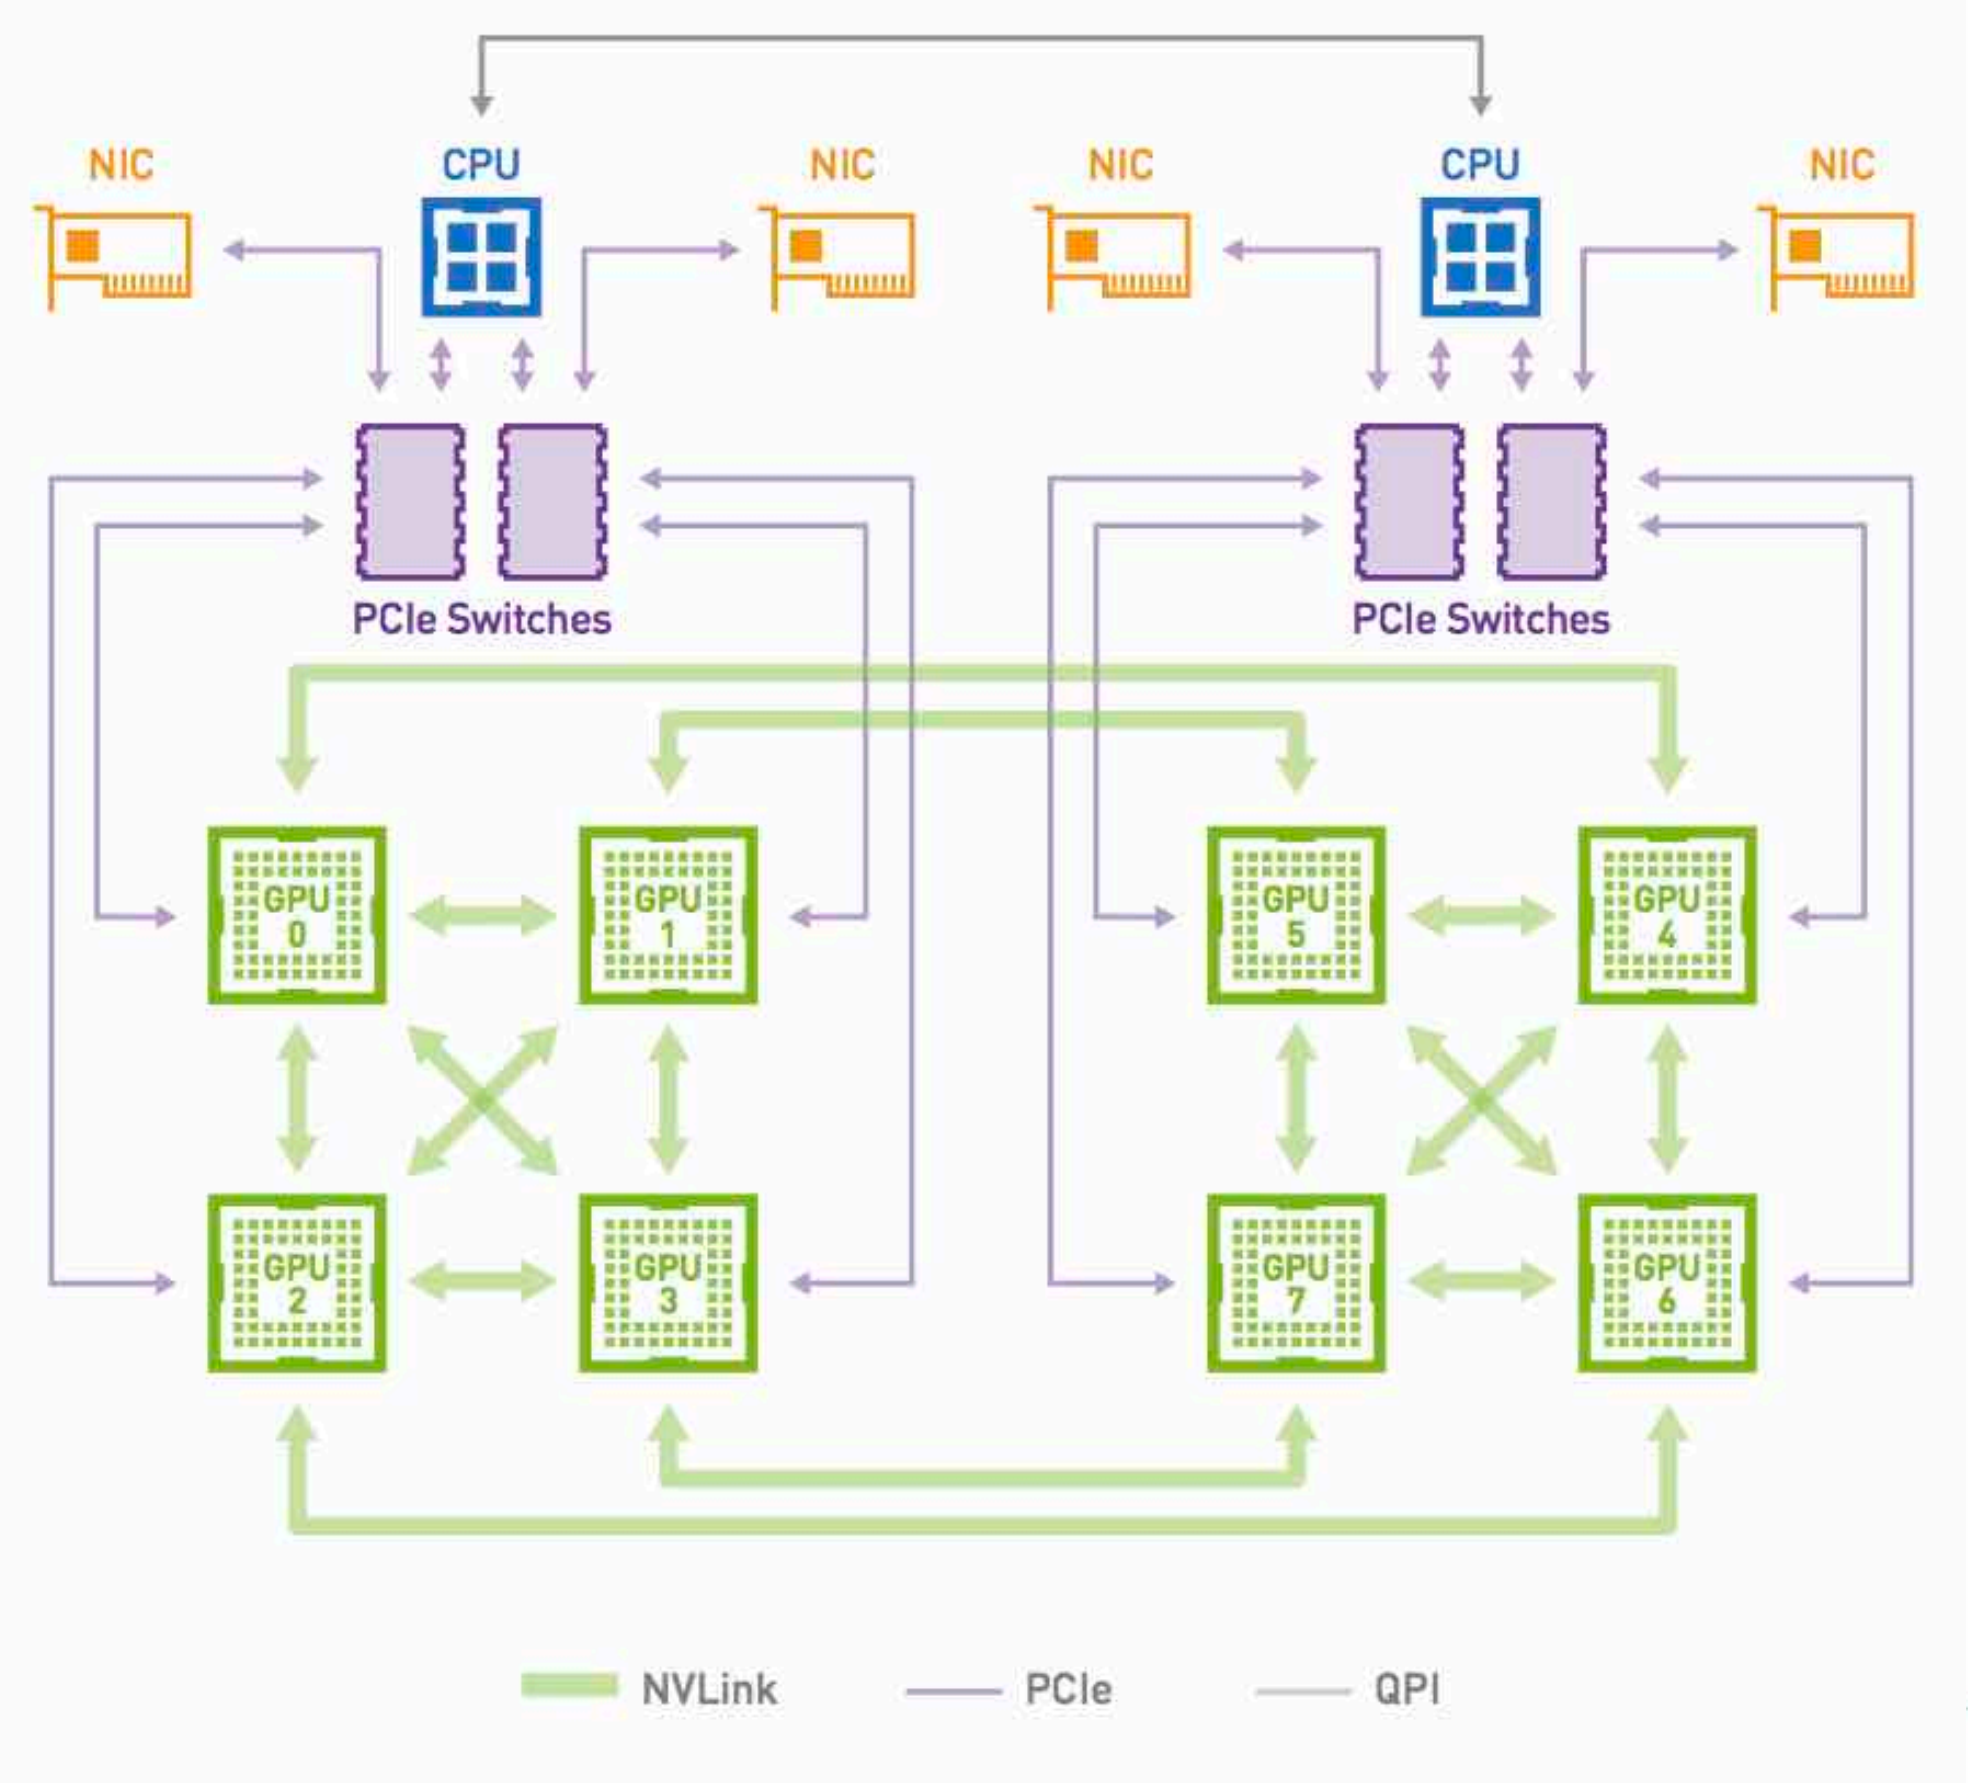 NIC
CPU
NIC
NIC
CPU
NIC
PCIe Switches
PCIe Switches
GPU
0
GPU
1
GPU
5
GPU
4
GPU
2
GPU
3
GPU
7
GPU
6
NVLink
PCIe
QPI